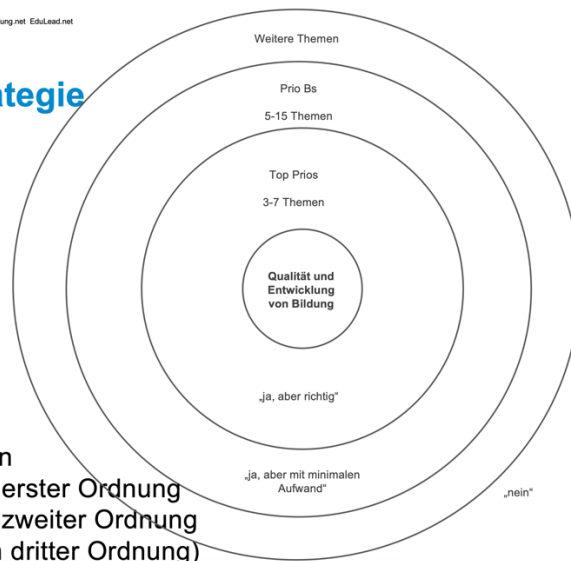 ung.net EduLead.net
ategie
Weitere Themen
Prio Bs
5-15 Themen
Top Prios
3-7 Themen
Qualität und
Entwicklung
von Bildung
„ja, aber richtig“
„ja, aber mit minimalen
Aufwand“
„nein“
n
erster Ordnung
zweiter Ordnung
dritter Ordnung)